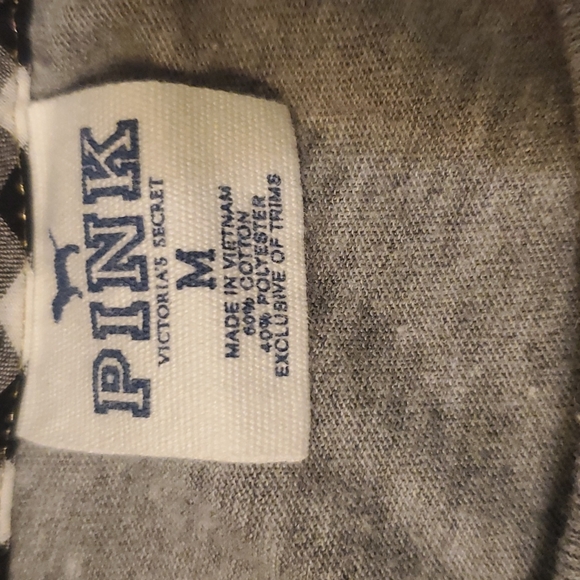 PINK
VICTORIA'S SECRET
M
MADE IN VIETNAM
60% COTTON
40% POLYESTER
EXCLUSIVE OF TRIMS